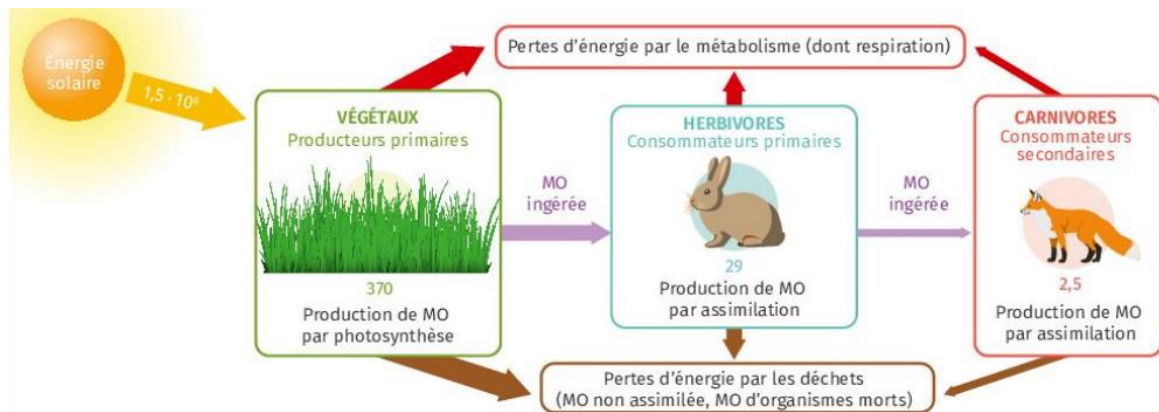 Énergie
solaire
1,5 · 10⁶
Pertes d'énergie par le métabolisme (dont respiration)
VÉGÉTAUX
Producteurs primaires
370
Production de MO
par photosynthèse
MO
ingérée
HERBIVORES
Consommateurs primaires
29
Production de MO
par assimilation
MO
ingérée
CARNIVORES
Consommateurs
secondaires
2,5
Production de MO
par assimilation
Pertes d'énergie par les déchets
(MO non assimilée, MO d'organismes morts)